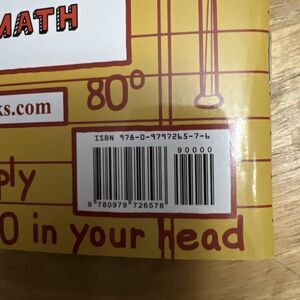 MATH
ks.com
80°
ISBN 978-0-9797265-7-6
90000
9 780979 726576
ply
0 in your head